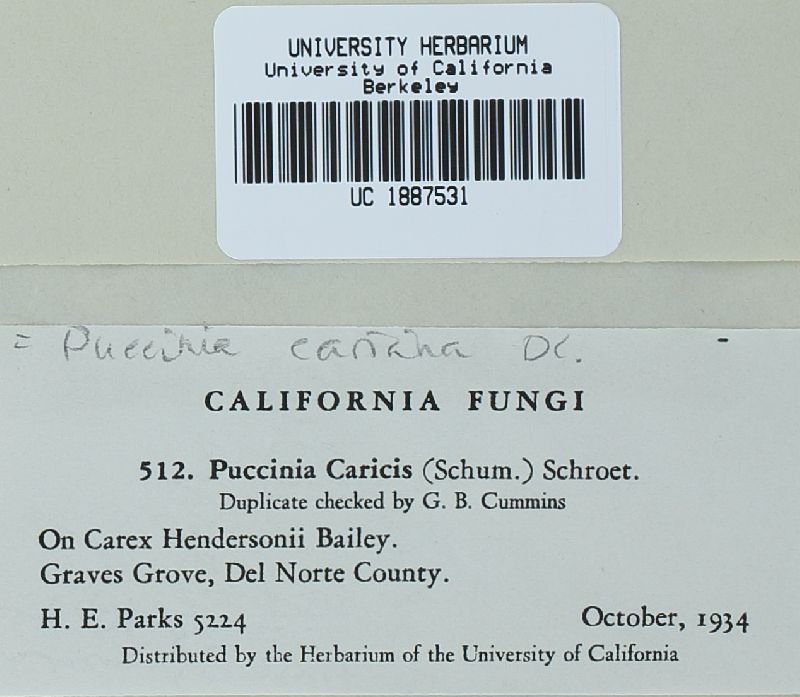 UNIVERSITY HERBARIUM
University of California
Berkeley
UC 1887531
= Puccinia caricina DC.
CALIFORNIA FUNGI
512. Puccinia Caricis (Schum.) Schroet.
Duplicate checked by G. B. Cummins
On Carex Hendersonii Bailey.
Graves Grove, Del Norte County.
H. E. Parks 5224 October, 1934
Distributed by the Herbarium of the University of California